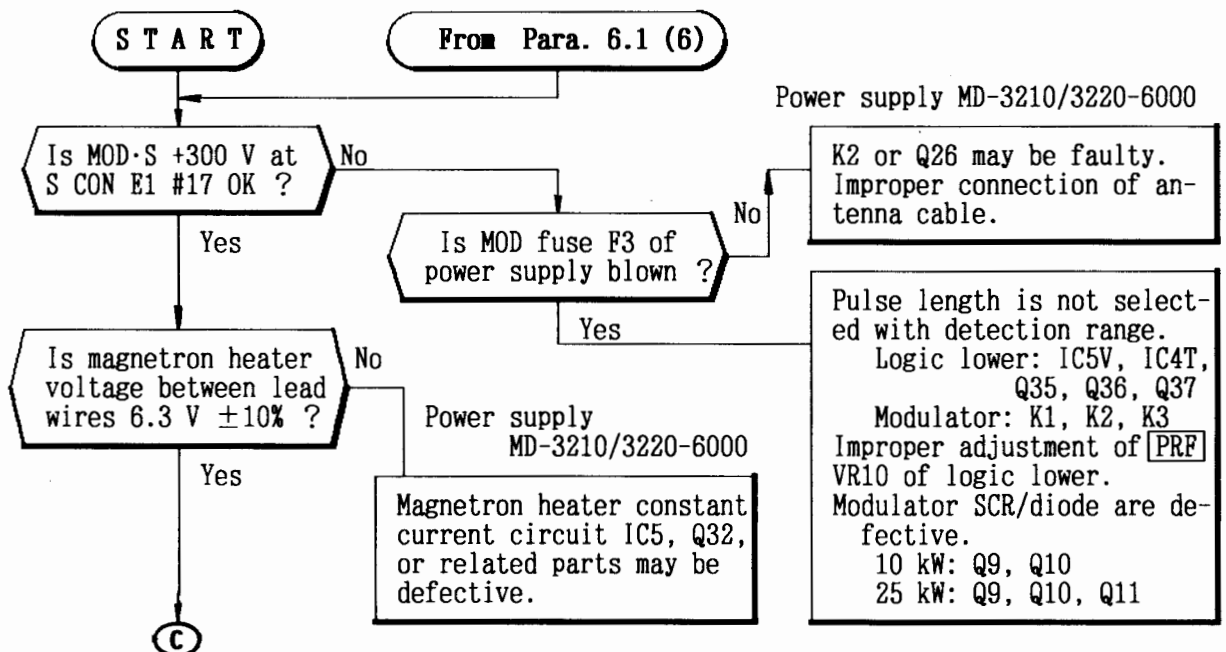 START
From Para. 6.1 (6)
Power supply MD-3210/3220-6000
Is MOD·S +300 V at
S CON E1 #17 OK ?
No
Yes
K2 or Q26 may be faulty.
Improper connection of an-
tenna cable.
Is MOD fuse F3 of
power supply blown ?
No
Yes
Pulse length is not select-
ed with detection range.
Logic lower: IC5V, IC4T,
Q35, Q36, Q37
Modulator: K1, K2, K3
Improper adjustment of PRF
VR10 of logic lower.
Modulator SCR/diode are de-
fective.
10 kW: Q9, Q10
25 kW: Q9, Q10, Q11
Is magnetron heater
voltage between lead
wires 6.3 V ±10% ?
No
Yes
Power supply
MD-3210/3220-6000
Magnetron heater constant
current circuit IC5, Q32,
or related parts may be
defective.
C